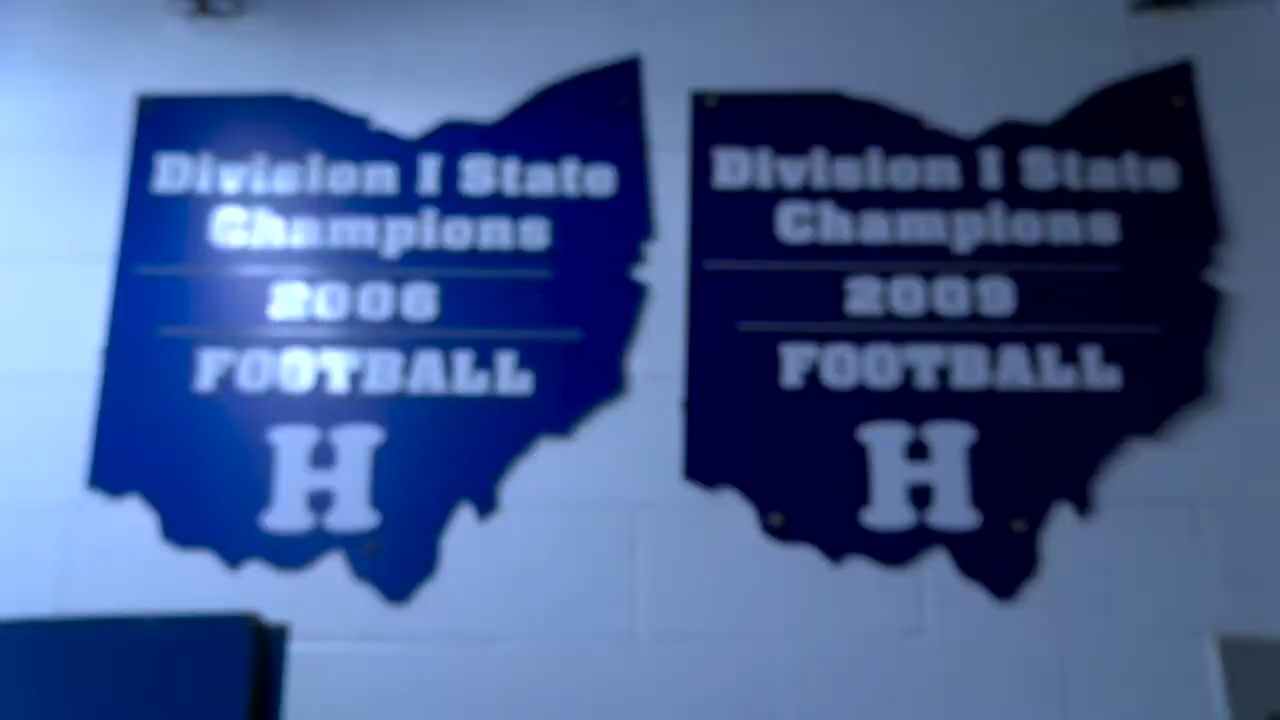 Division I State
Champions
2006
FOOTBALL
H
Division I State
Champions
2009
FOOTBALL
H